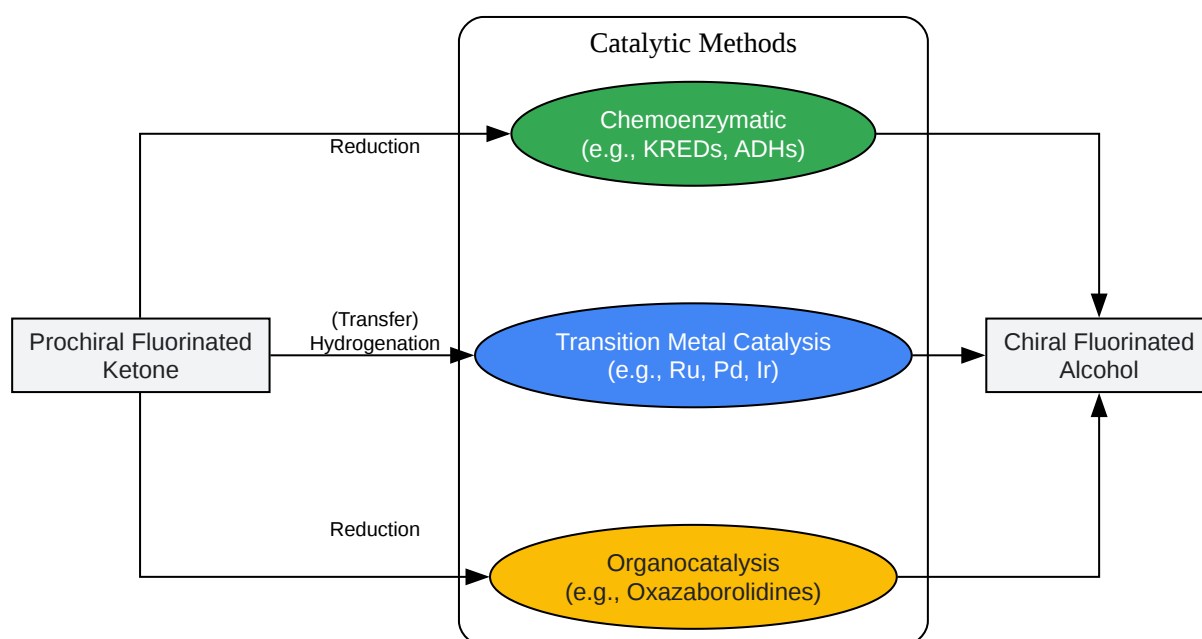 Catalytic Methods
Chemoenzymatic
(e.g., KREDs, ADHs)
Reduction
(Transfer)
Hydrogenation
Prochiral Fluorinated
Ketone
Transition Metal Catalysis
(e.g., Ru, Pd, Ir)
Chiral Fluorinated
Alcohol
Reduction
Organocatalysis
(e.g., Oxazaborolidines)